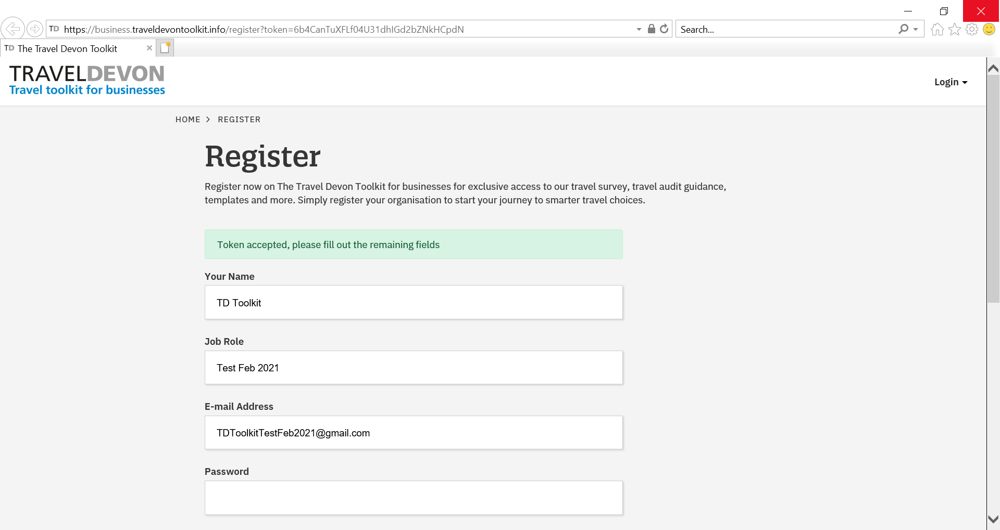 TD https://business.traveldevontoolkit.info/register?token=6b4CanTuXFLf04U31dhIGd2bZNkHCpdN Search...
TD The Travel Devon Toolkit
TRAVELDEVON
Travel toolkit for businesses
Login
HOME > REGISTER
Register
Register now on The Travel Devon Toolkit for businesses for exclusive access to our travel survey, travel audit guidance,
templates and more. Simply register your organisation to start your journey to smarter travel choices.
Token accepted, please fill out the remaining fields
Your Name
TD Toolkit
Job Role
Test Feb 2021
E-mail Address
TDToolkitTestFeb2021@gmail.com
Password